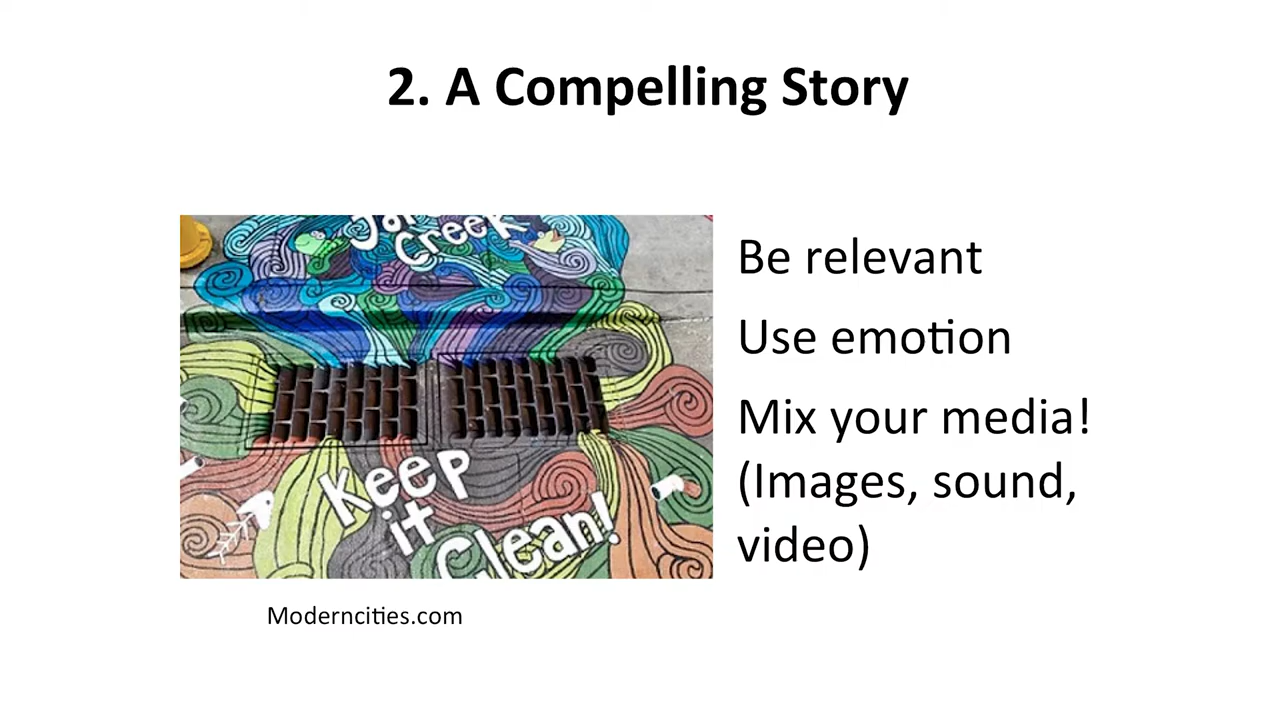 2. A Compelling Story
Creek
Keep
it
Clean!
Be relevant
Use emotion
Mix your media!
(Images, sound,
video)
Moderncities.com